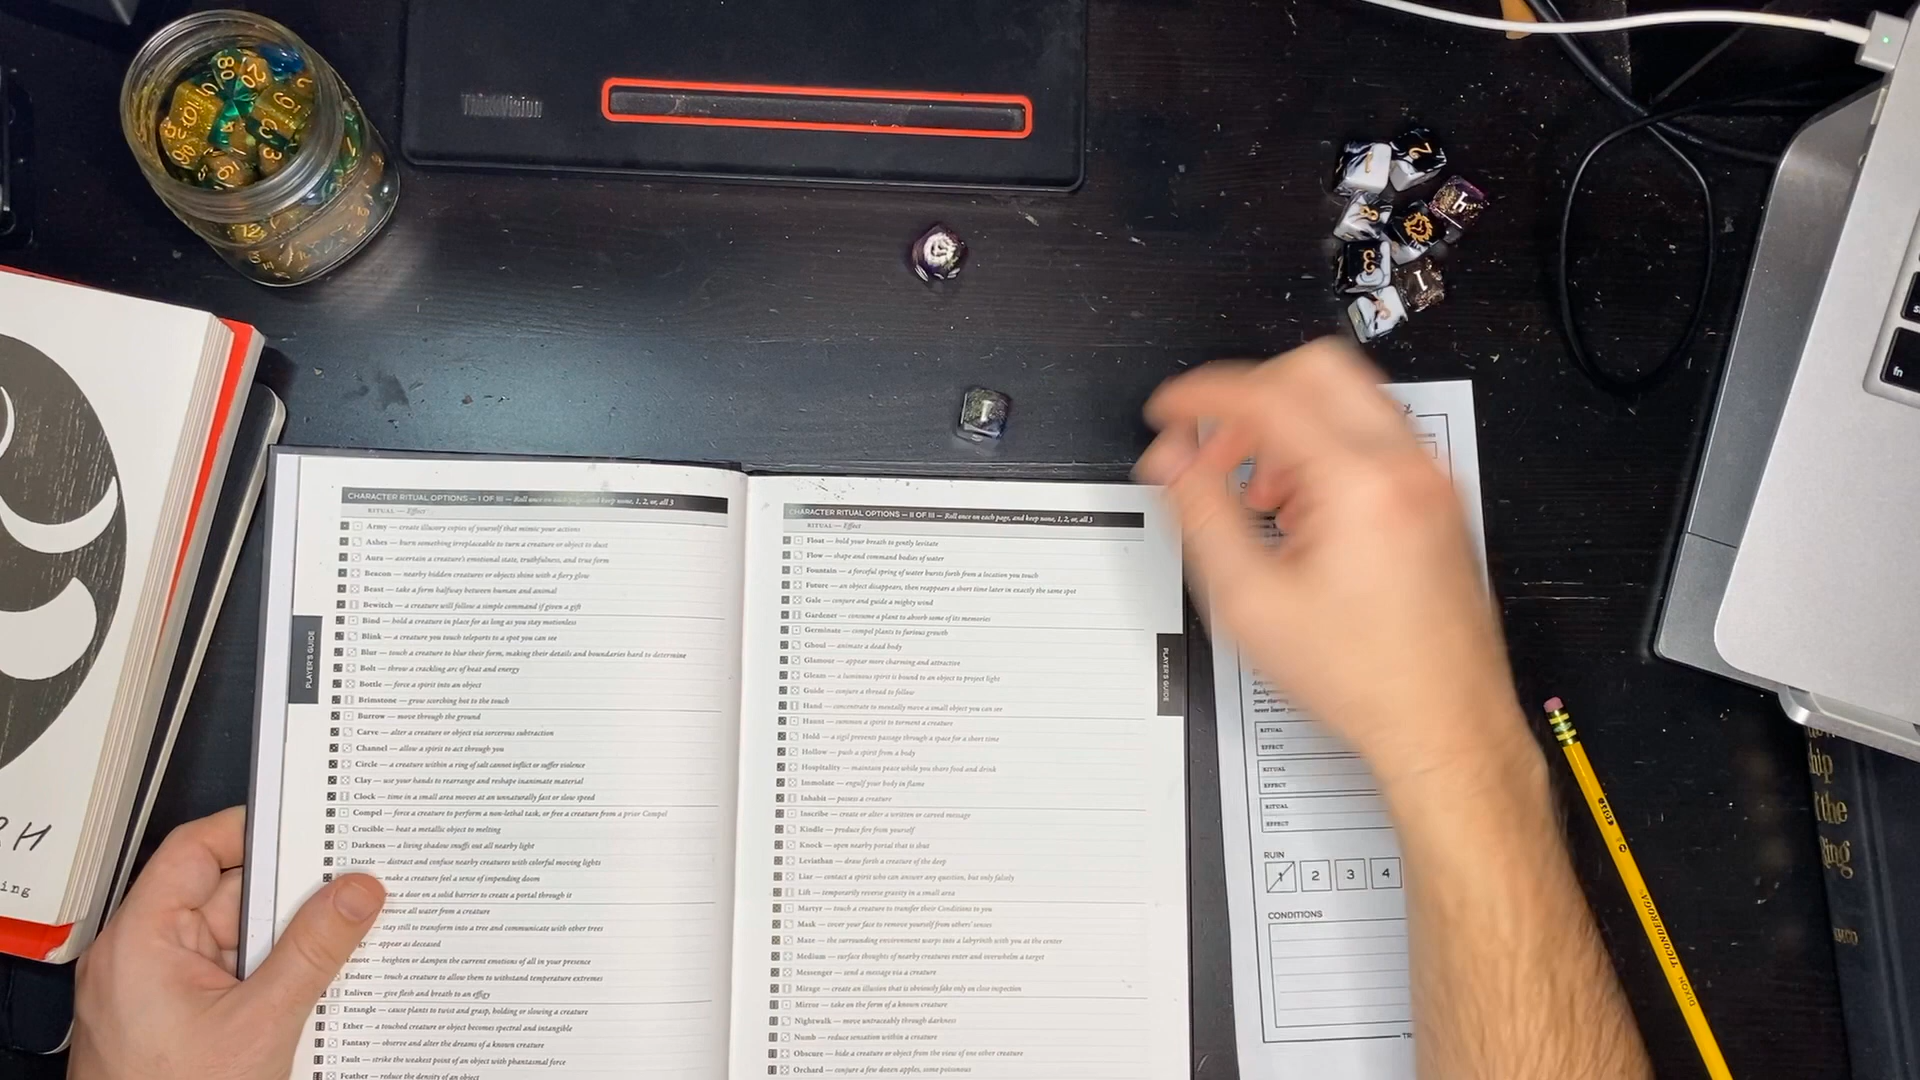 ThinkVision
CHARACTER RITUAL OPTIONS — I OF III — Roll once on each page, and keep none, 1, 2, or, all 3
RITUAL — Effect
Army — create illusory copies of yourself that mimic your actions
Ashes — burn something irreplaceable to turn a creature or object to dust
Aura — ascertain a creature's emotional state, truthfulness, and true form
Beacon — nearby hidden creatures or objects shine with a fiery glow
Beast — take a form halfway between human and animal
Bewitch — a creature will follow a simple command if given a gift
Bind — hold a creature in place for as long as you stay motionless
Blink — a creature you touch teleports to a spot you can see
Blur — touch a creature to blur their form, making their details and boundaries hard to determine
Bolt — throw a crackling arc of heat and energy
Bottle — force a spirit into an object
Brimstone — grow scorching hot to the touch
Burrow — move through the ground
Carve — alter a creature or object via sorcerous subtraction
Channel — allow a spirit to act through you
Circle — a creature within a ring of salt cannot inflict or suffer violence
Clay — use your hands to rearrange and reshape inanimate material
Clock — time in a small area moves at an unnaturally fast or slow speed
Compel — force a creature to perform a non-lethal task, or free a creature from a prior Compel
Crucible — heat a metallic object to melting
Darkness — a living shadow snuffs out all nearby light
Dazzle — distract and confuse nearby creatures with colorful moving lights
— make a creature feel a sense of impending doom
a door on a solid barrier to create a portal through it
remove all water from a creature
stay still to transform into a tree and communicate with other trees
— appear as deceased
Emote — heighten or dampen the current emotions of all in your presence
Endure — touch a creature to allow them to withstand temperature extremes
Enliven — give flesh and breath to an effigy
Entangle — cause plants to twist and grasp, holding or slowing a creature
Ether — a touched creature or object becomes spectral and intangible
Fantasy — observe and alter the dreams of a known creature
Fault — strike the weakest point of an object with phantasmal force
Feather — reduce the density of an object
PLAYER'S GUIDE
CHARACTER RITUAL OPTIONS — II OF III — Roll once on each page, and keep none, 1, 2, or, all 3
RITUAL — Effect
Float — hold your breath to gently levitate
Flow — shape and command bodies of water
Fountain — a forceful spring of water bursts forth from a location you touch
Future — an object disappears, then reappears a short time later in exactly the same spot
Gale — conjure and guide a mighty wind
Gardener — consume a plant to absorb some of its memories
Germinate — compel plants to furious growth
Ghoul — animate a dead body
Glamour — appear more charming and attractive
Gleam — a luminous spirit is bound to an object to project light
Guide — conjure a thread to follow
Hand — concentrate to mentally move a small object you can see
Haunt — summon a spirit to torment a creature
Hold — a sigil prevents passage through a space for a short time
Hollow — push a spirit from a body
Hospitality — maintain peace while you share food and drink
Immolate — engulf your body in flame
Inhabit — possess a creature
Inscribe — create or alter a written or carved message
Kindle — produce fire from yourself
Knock — open nearby portal that is shut
Leviathan — draw forth a creature of the deep
Liar — contact a spirit who can answer any question, but only falsely
Lift — temporarily reverse gravity in a small area
Martyr — touch a creature to transfer their Conditions to you
Mask — cover your face to remove yourself from others' senses
Maze — the surrounding environment warps into a labyrinth with you at the center
Medium — surface thoughts of nearby creatures enter and overwhelm a target
Messenger — send a message via a creature
Mirage — create an illusion that is obviously fake only on close inspection
Mirror — take on the form of a known creature
Nightwalk — move untraceably through darkness
Numb — reduce sensation within a creature
Obscure — hide a creature or object from the view of one other creature
Orchard — conjure a few dozen apples, some poisonous
PLAYER'S GUIDE
RITUAL
EFFECT
RITUAL
EFFECT
RITUAL
EFFECT
RUIN
1 2 3 4
CONDITIONS
DIXON TICONDEROGA
fn
the